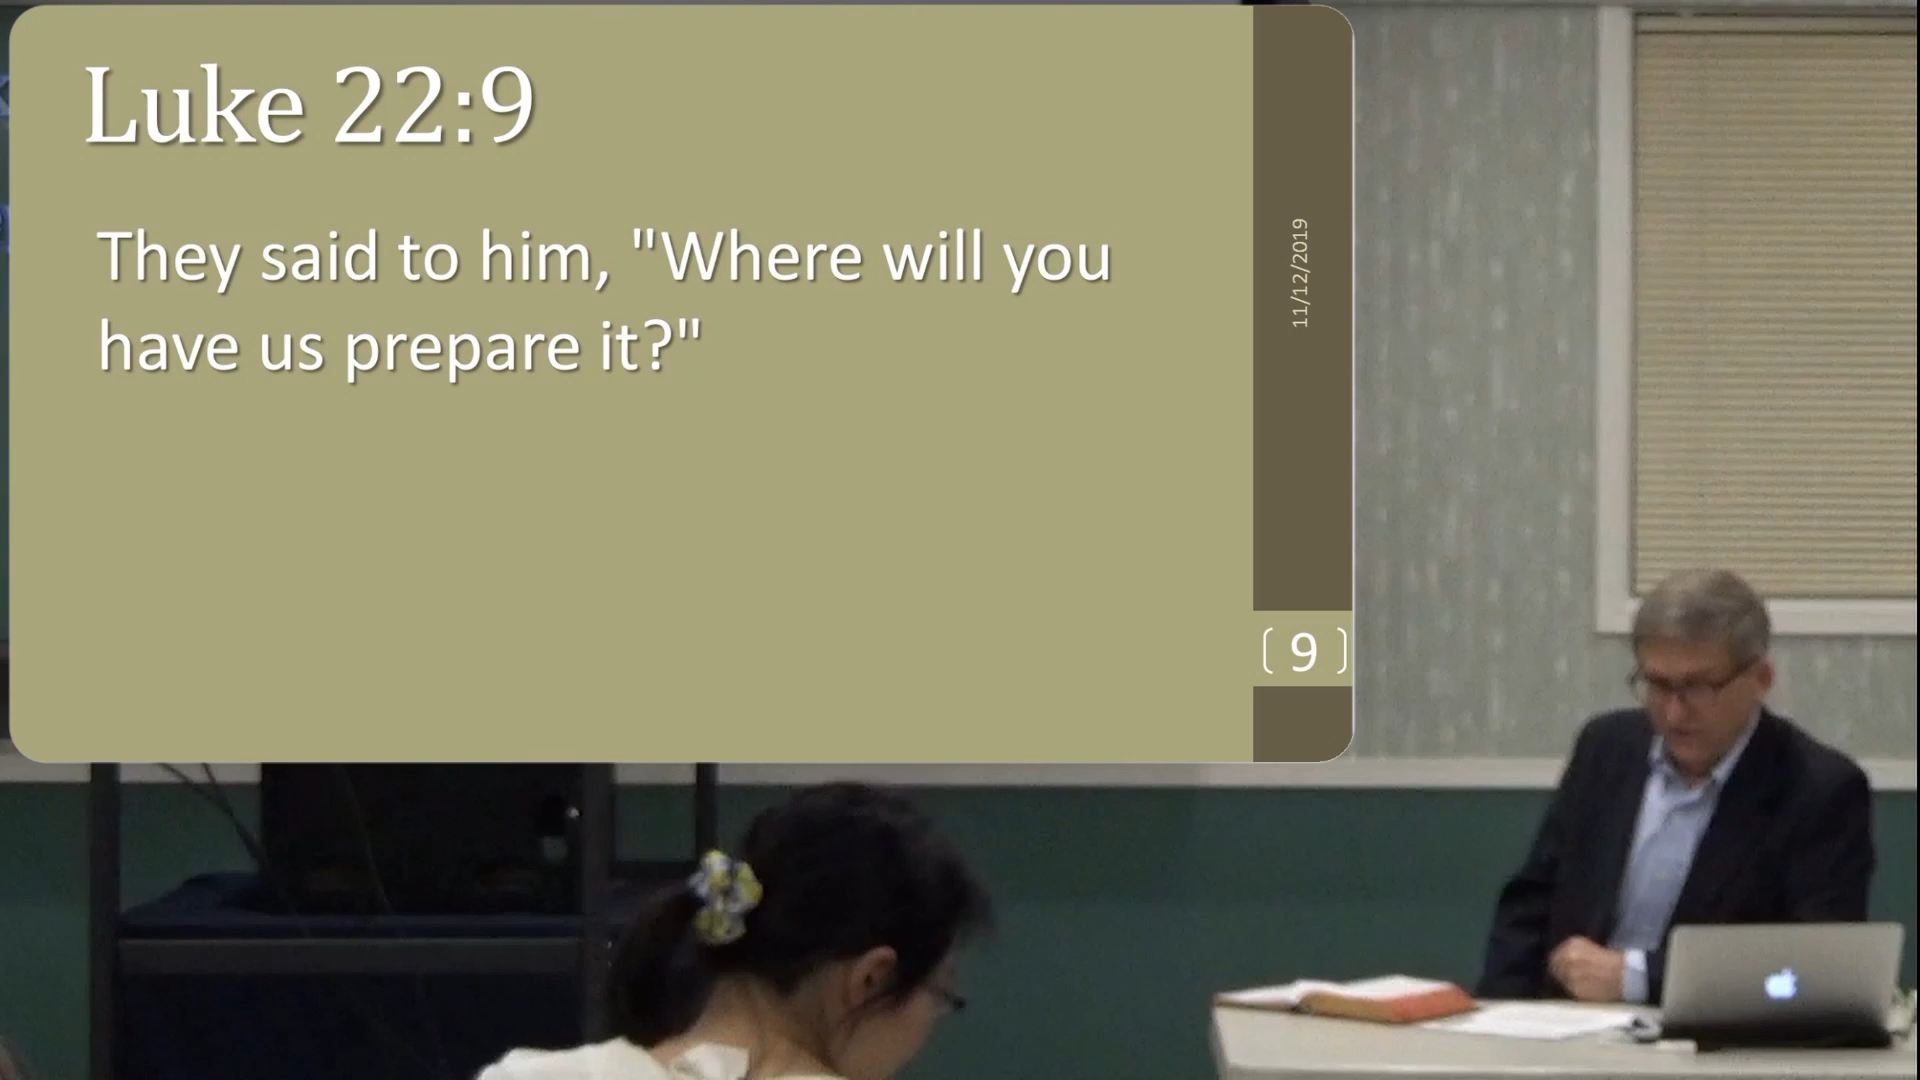 Luke 22:9
They said to him, "Where will you
have us prepare it?"
11/12/2019
9